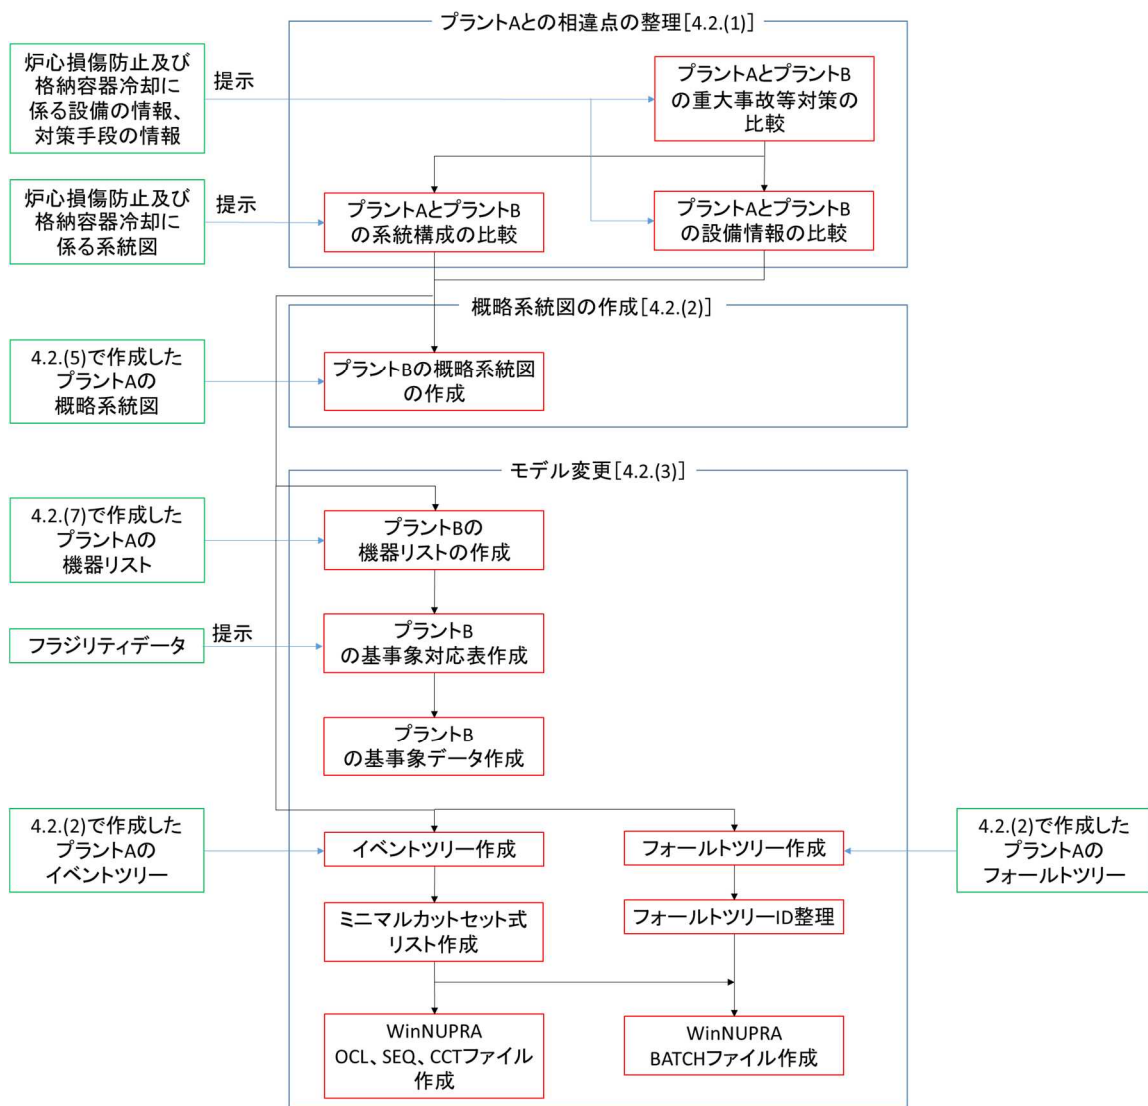 プラントAとの相違点の整理[4.2.(1)]
炉心損傷防止及び
格納容器冷却に
係る設備の情報、
対策手段の情報
提示
プラントAとプラントB
の重大事故等対策の
比較
炉心損傷防止及び
格納容器冷却に
係る系統図
提示
プラントAとプラントB
の系統構成の比較
プラントAとプラントB
の設備情報の比較
概略系統図の作成[4.2.(2)]
4.2.(5)で作成した
プラントAの
概略系統図
プラントBの概略系統図
の作成
モデル変更[4.2.(3)]
4.2.(7)で作成した
プラントAの
機器リスト
プラントBの
機器リストの作成
フラジリティデータ
提示
プラントB
の基事象対応表作成
プラントB
の基事象データ作成
4.2.(2)で作成した
プラントAの
イベントツリー
イベントツリー作成
フォールトツリー作成
4.2.(2)で作成した
プラントAの
フォールトツリー
ミニマルカットセット式
リスト作成
フォールトツリーID整理
WinNUPRA
OCL、SEQ、CCTファイル
作成
WinNUPRA
BATCHファイル作成